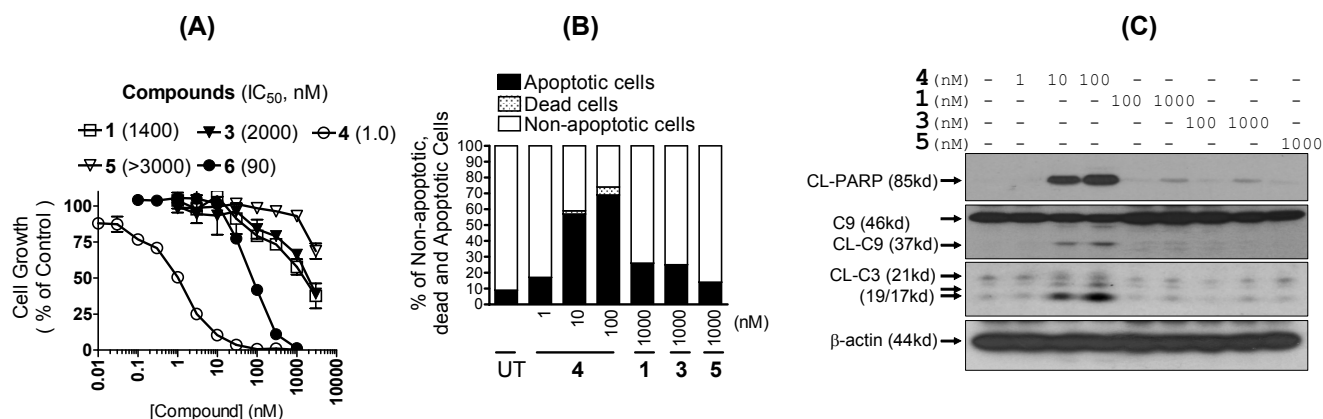 (A)
Compounds (IC50, nM)
1 (1400) 3 (2000) 4 (1.0)
5 (>3000) 6 (90)
Cell Growth
( % of Control)
100
75
50
25
0
0.01
0.1
1
10
100
1000
10000
[Compound] (nM)
(B)
Apoptotic cells
Dead cells
Non-apoptotic cells
% of Non-apoptotic,
dead and Apoptotic Cells
100
90
80
70
60
50
40
30
20
10
0
1 10 100 1000 1000 1000 (nM)
UT 4 1 3 5
(C)
4 (nM) – 1 10 100 – – – – –
1 (nM) – – – – 100 1000 – – –
3 (nM) – – – – – – 100 1000 –
5 (nM) – – – – – – – – 1000
CL-PARP (85kd)
C9 (46kd)
CL-C9 (37kd)
CL-C3 (21kd)
(19/17kd)
β-actin (44kd)